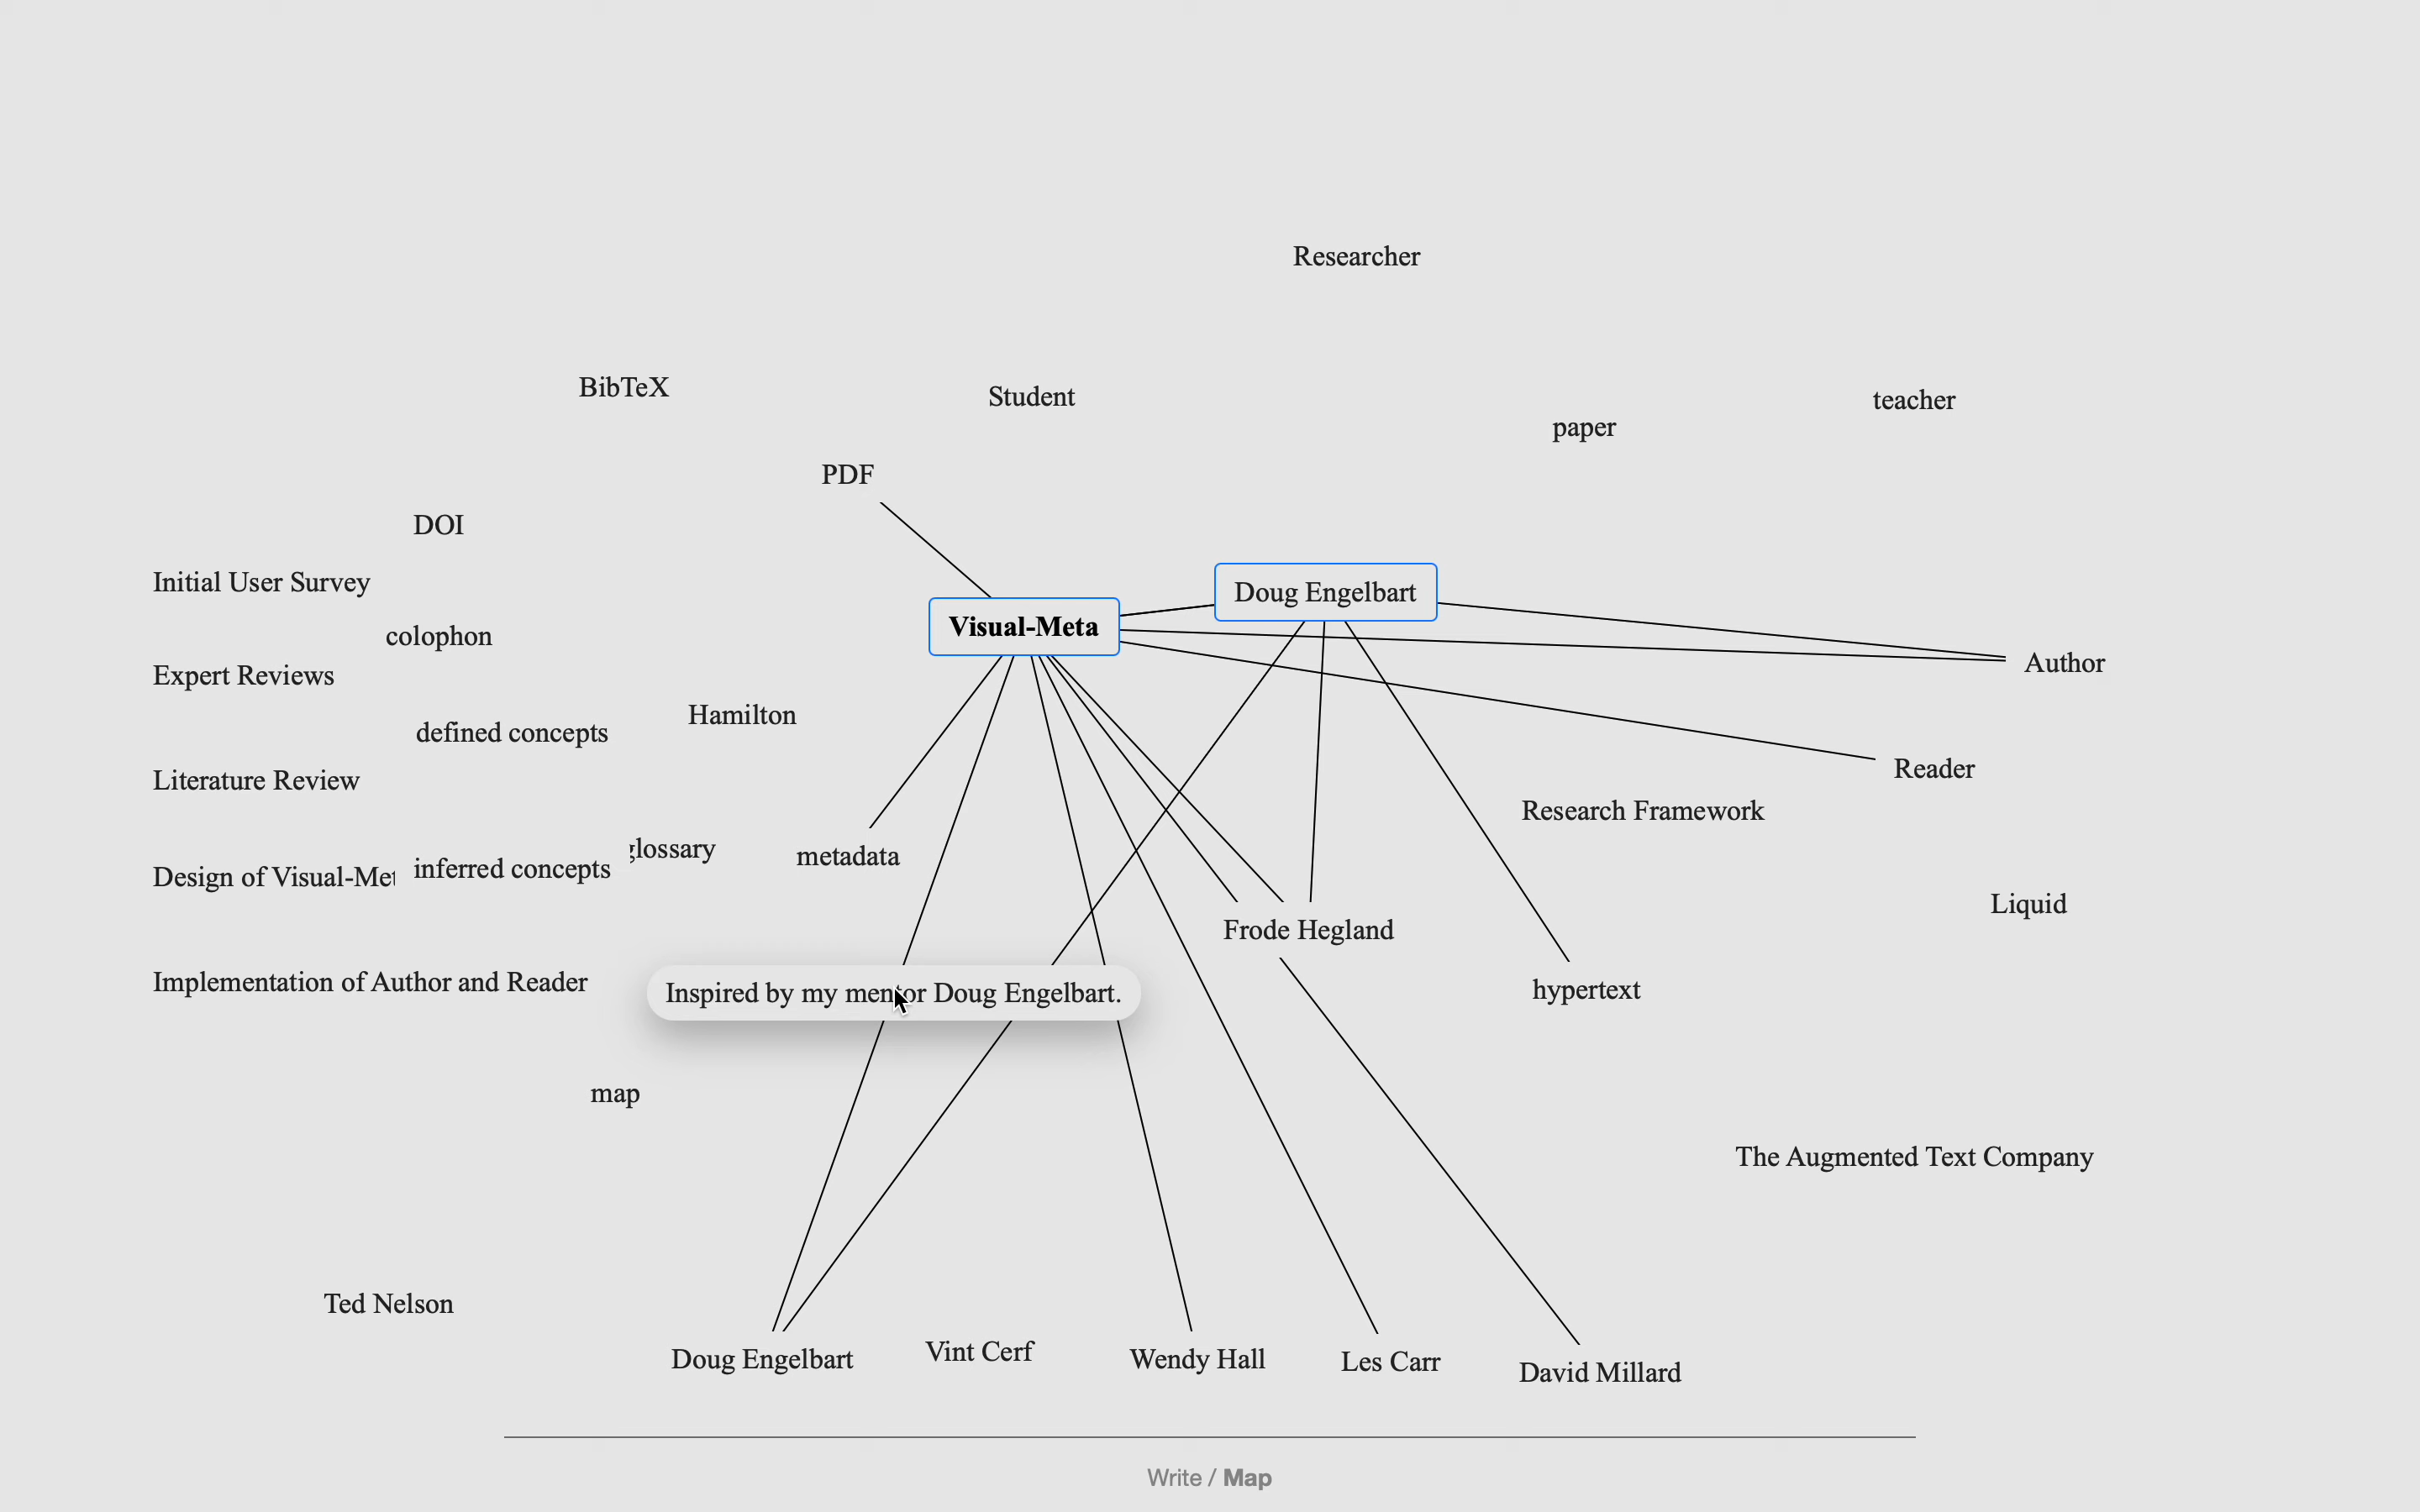 Researcher
BibTeX
Student
teacher
paper
PDF
DOI
Initial User Survey
Doug Engelbart
Visual-Meta
colophon
Author
Expert Reviews
Hamilton
defined concepts
Reader
Literature Review
Research Framework
glossary
metadata
inferred concepts
Design of Visual-Met
Liquid
Frode Hegland
Implementation of Author and Reader
hypertext
Inspired by my mentor Doug Engelbart.
map
The Augmented Text Company
Ted Nelson
Vint Cerf
Doug Engelbart
Wendy Hall
Les Carr
David Millard
Write / Map